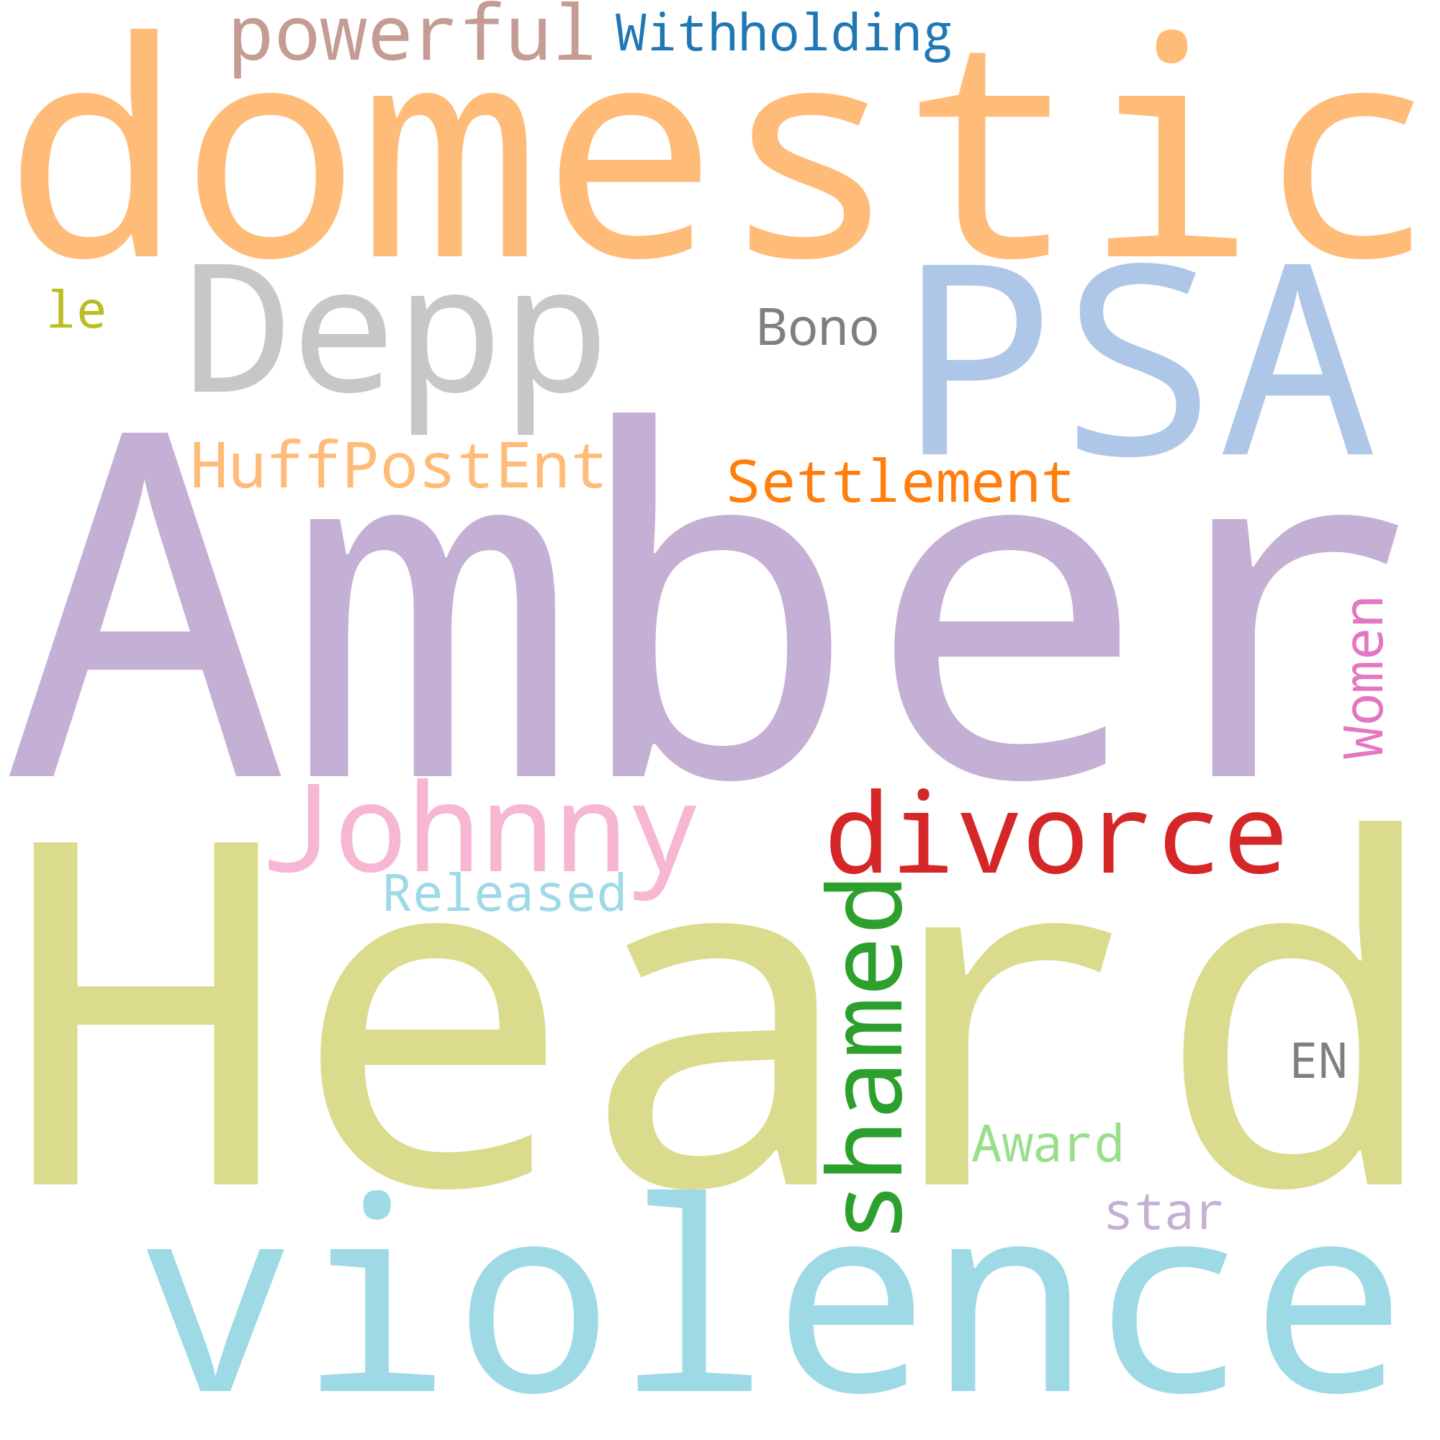 powerful Withholding
domestic
le Depp Bono PSA
HuffPostEnt Settlement
Amber
Women
Johnny divorce
Released
shamed
Heard
EN
Award
star
violence